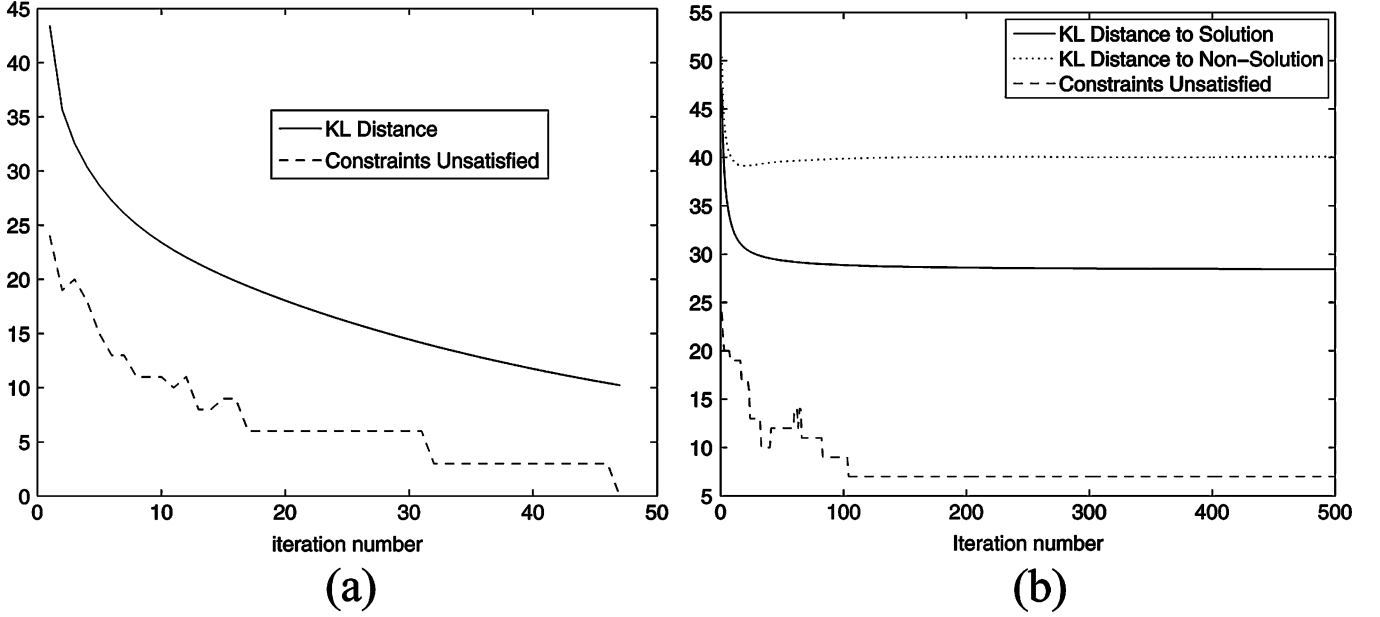 45
40
35
30
25
20
15
10
5
0
KL Distance
Constraints Unsatisfied
0 10 20 30 40 50
iteration number
(a)
55
50
45
40
35
30
25
20
15
10
5
KL Distance to Solution
KL Distance to Non-Solution
Constraints Unsatisfied
0 100 200 300 400 500
Iteration number
(b)